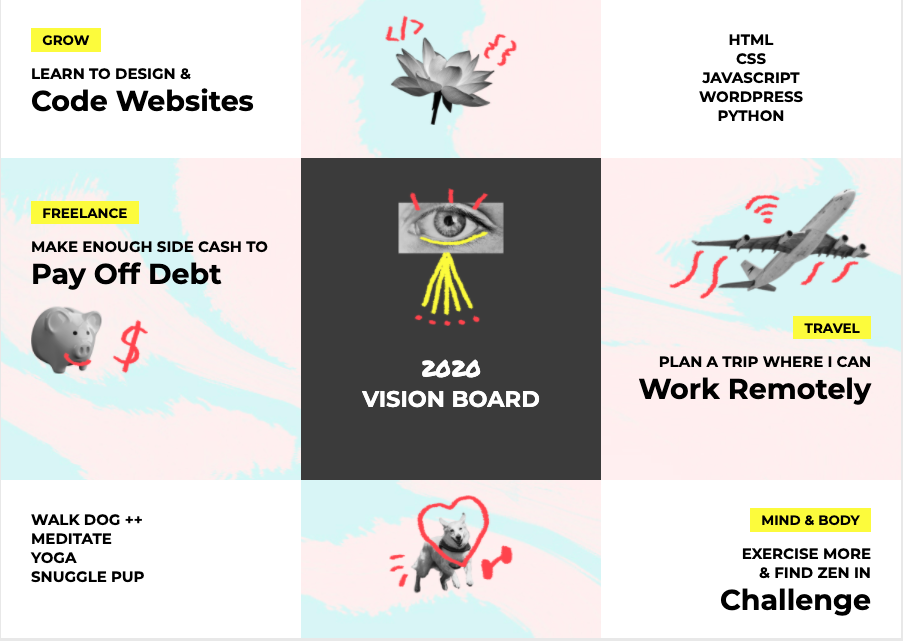 GROW
LEARN TO DESIGN &
Code Websites
</>
{ }
HTML
CSS
JAVASCRIPT
WORDPRESS
PYTHON
FREELANCE
MAKE ENOUGH SIDE CASH TO
Pay Off Debt
$
2020
VISION BOARD
TRAVEL
PLAN A TRIP WHERE I CAN
Work Remotely
WALK DOG ++
MEDITATE
YOGA
SNUGGLE PUP
MIND & BODY
EXERCISE MORE
& FIND ZEN IN
Challenge